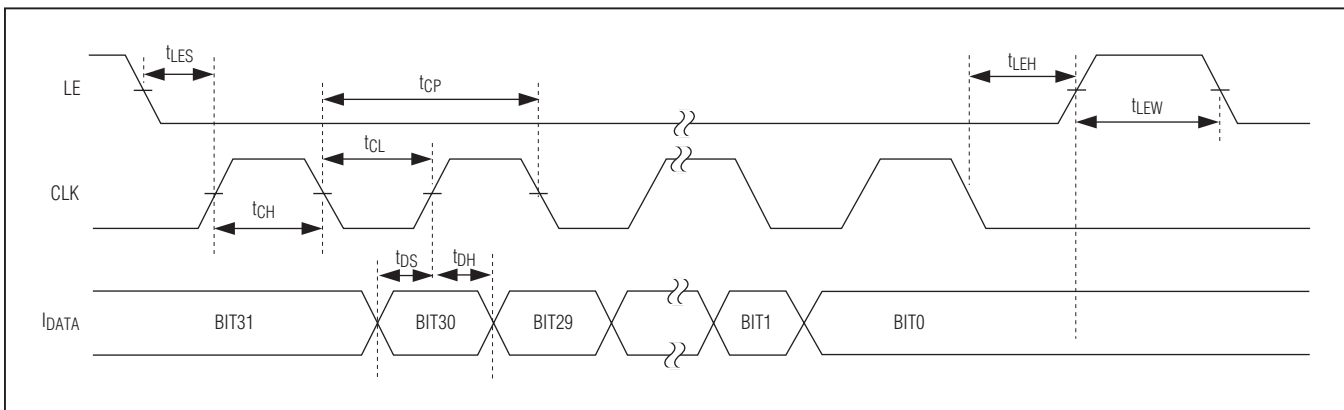 tLES
LE
tCP
tLEH
tLEW
tCL
CLK
tCH
tDS
tDH
IDATA
BIT31
BIT30
BIT29
BIT1
BIT0